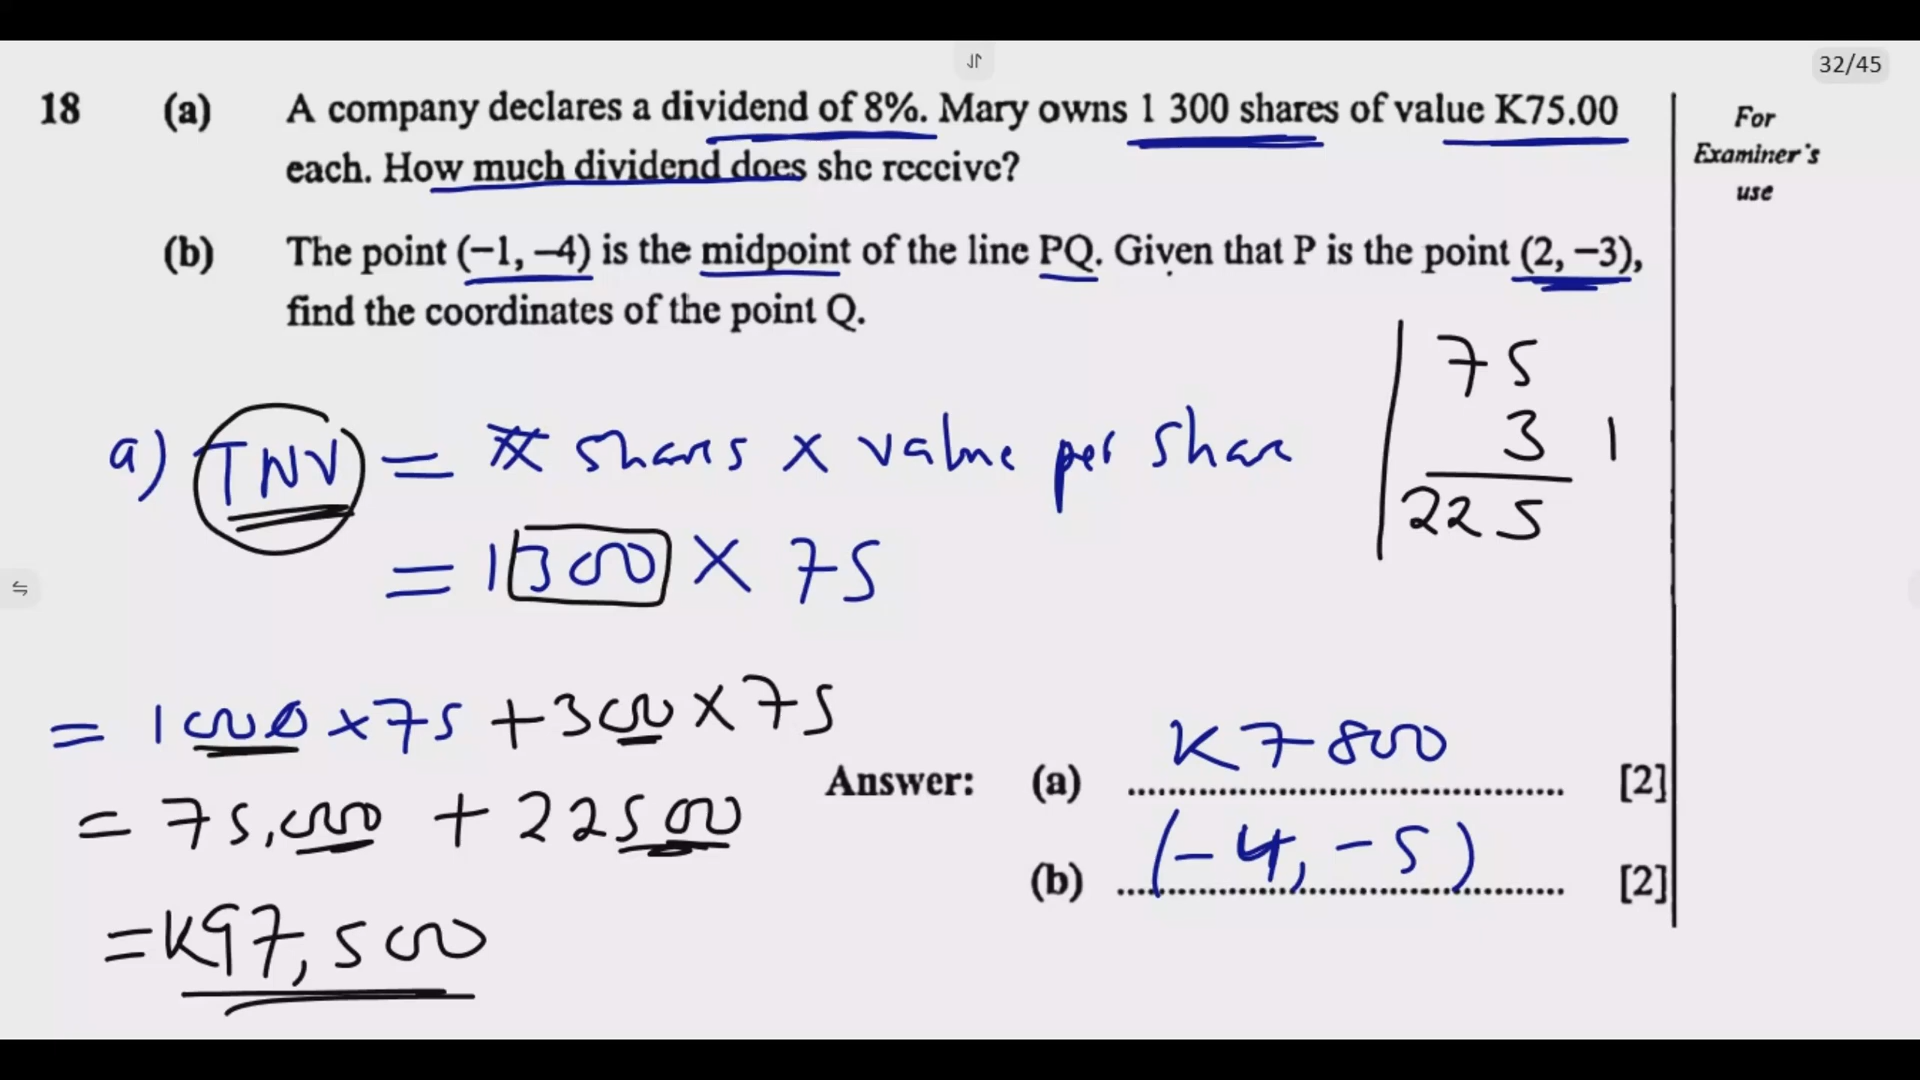 32/45
18 (a) A company declares a dividend of 8%. Mary owns 1 300 shares of value K75.00
each. How much dividend does she receive?
For
Examiner's
use
(b) The point (−1, −4) is the midpoint of the line PQ. Given that P is the point (2, −3),
find the coordinates of the point Q.
75
3 1
225
a) TNV = # shares × value per share
= 1300 × 75
= 1000 × 75 + 300 × 75
= 75,000 + 22500
= K97,500
Answer: (a) K7800 [2]
(b) (-4, -5) [2]